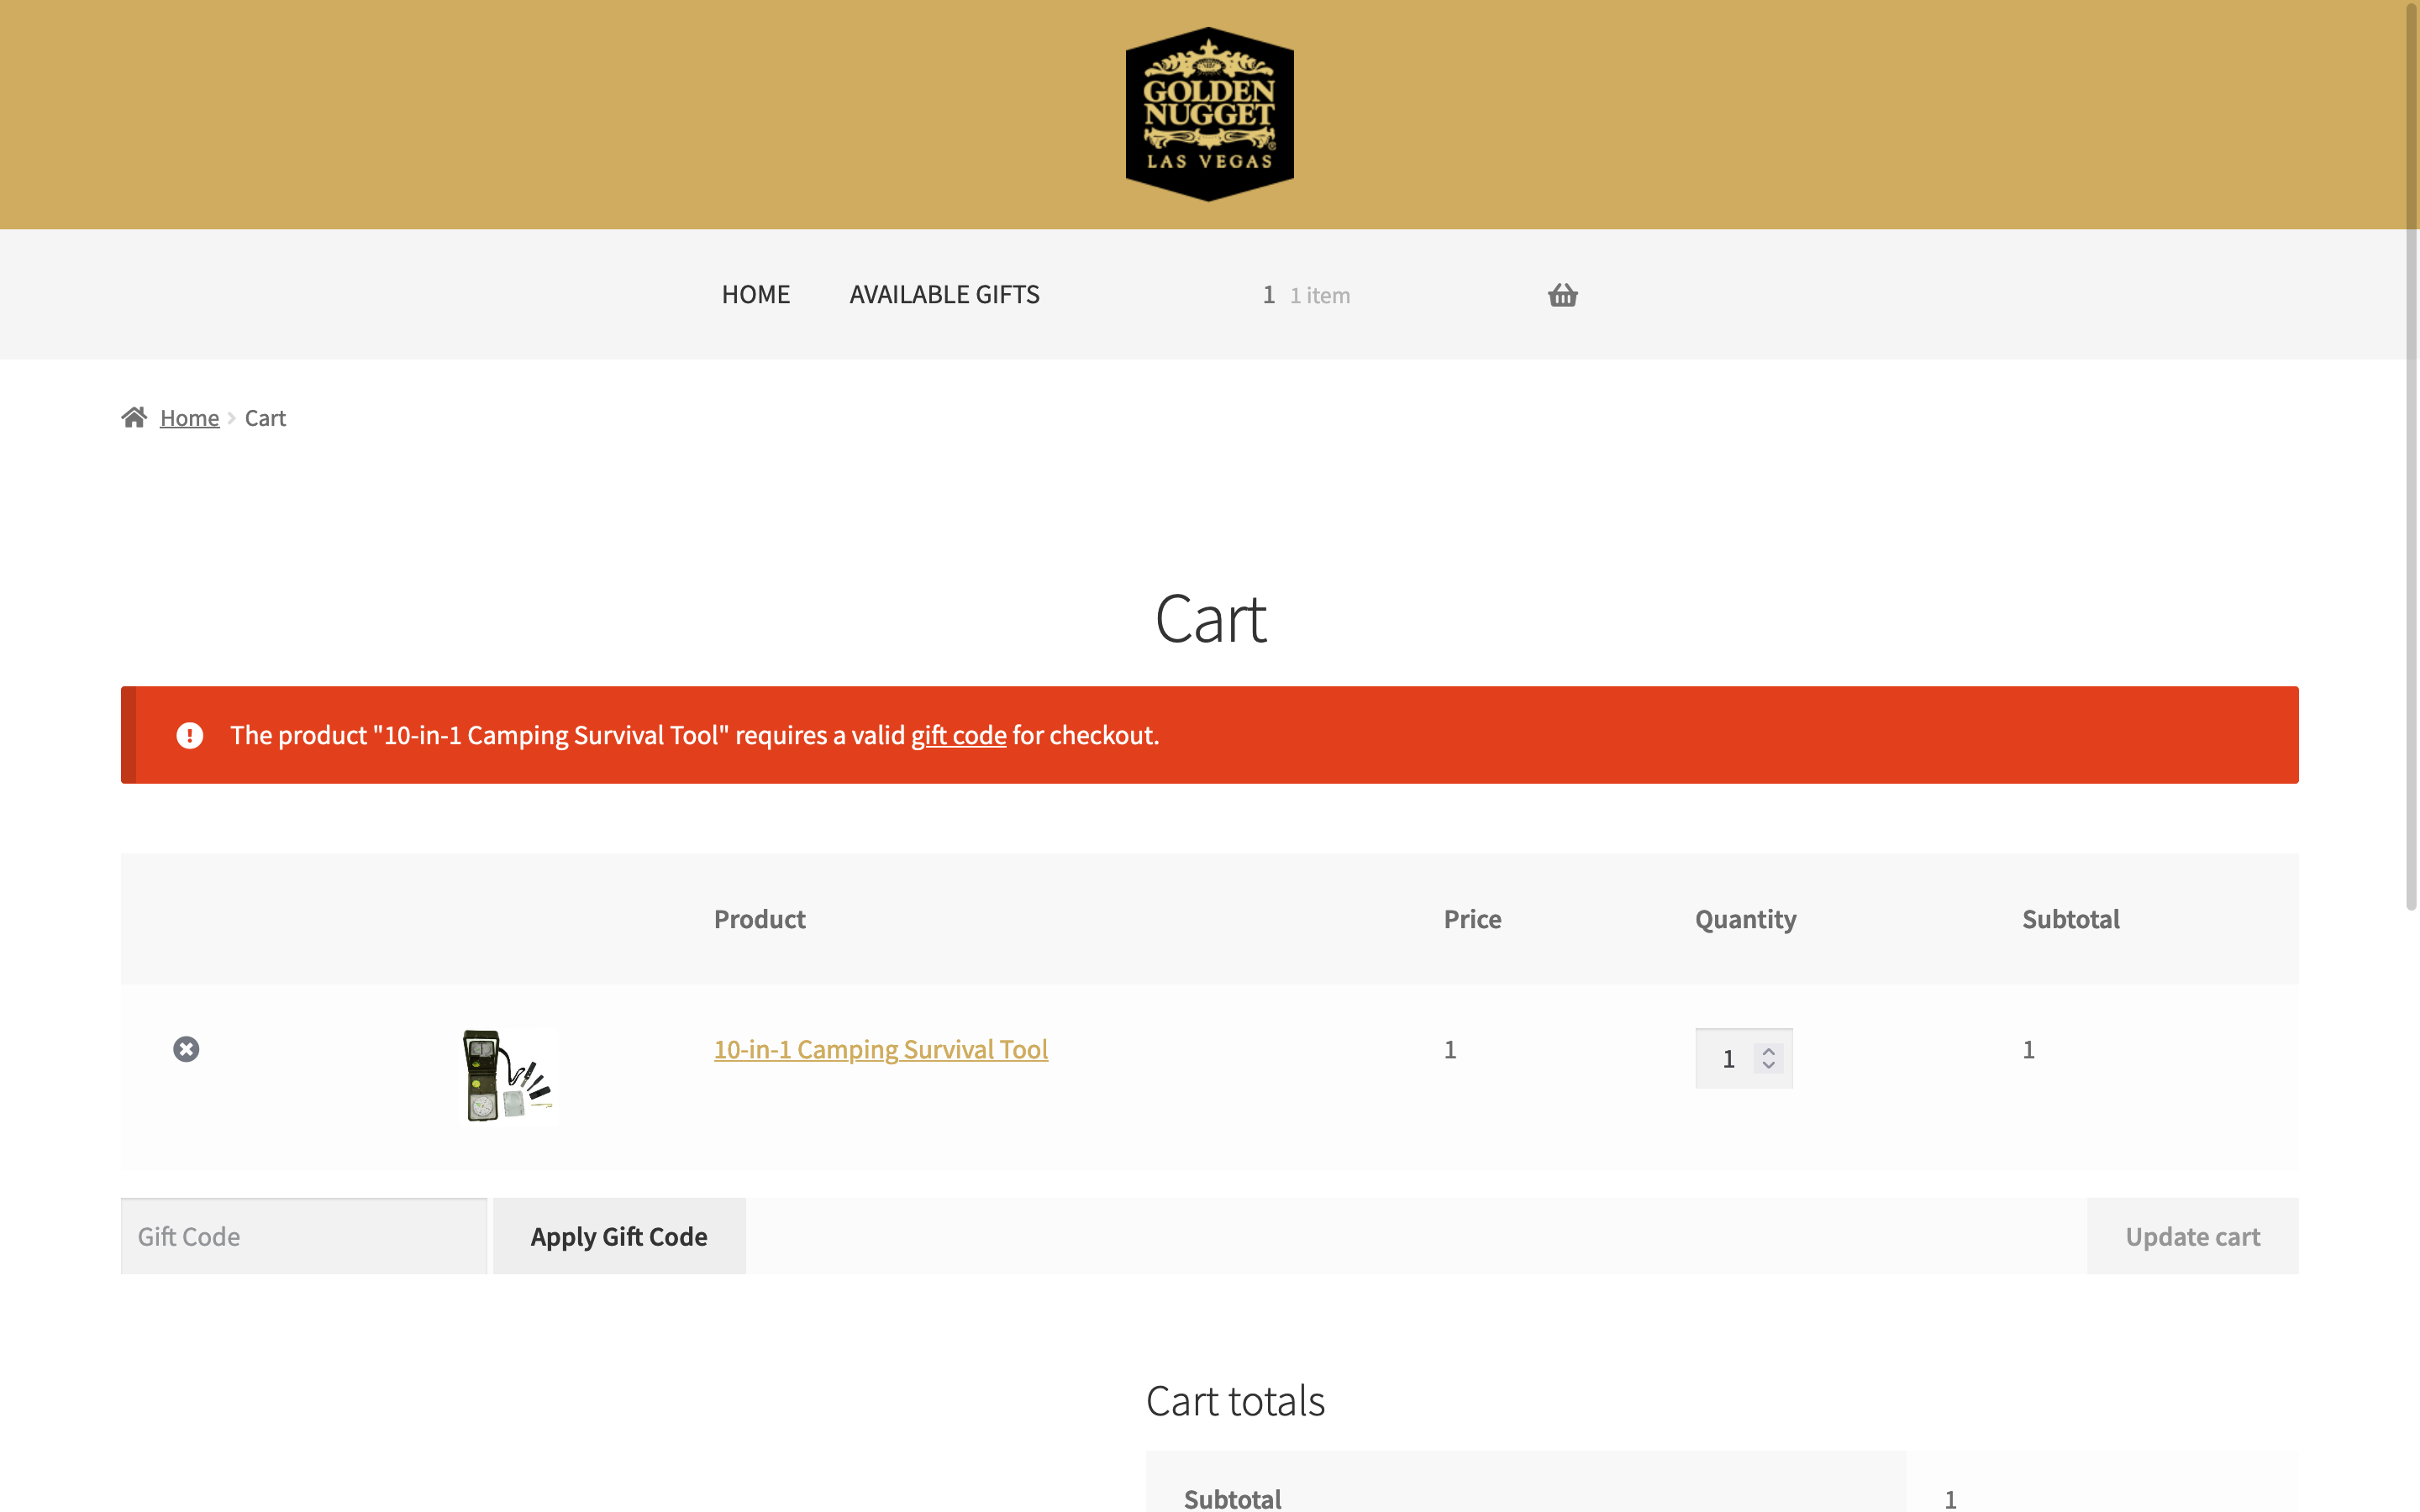 GOLDEN
NUGGET
LAS VEGAS
HOME AVAILABLE GIFTS 1 1 item
Home Cart
Cart
The product "10-in-1 Camping Survival Tool" requires a valid gift code for checkout.
Product Price Quantity Subtotal
10-in-1 Camping Survival Tool 1 1 1
Gift Code Apply Gift Code Update cart
Cart totals
Subtotal 1